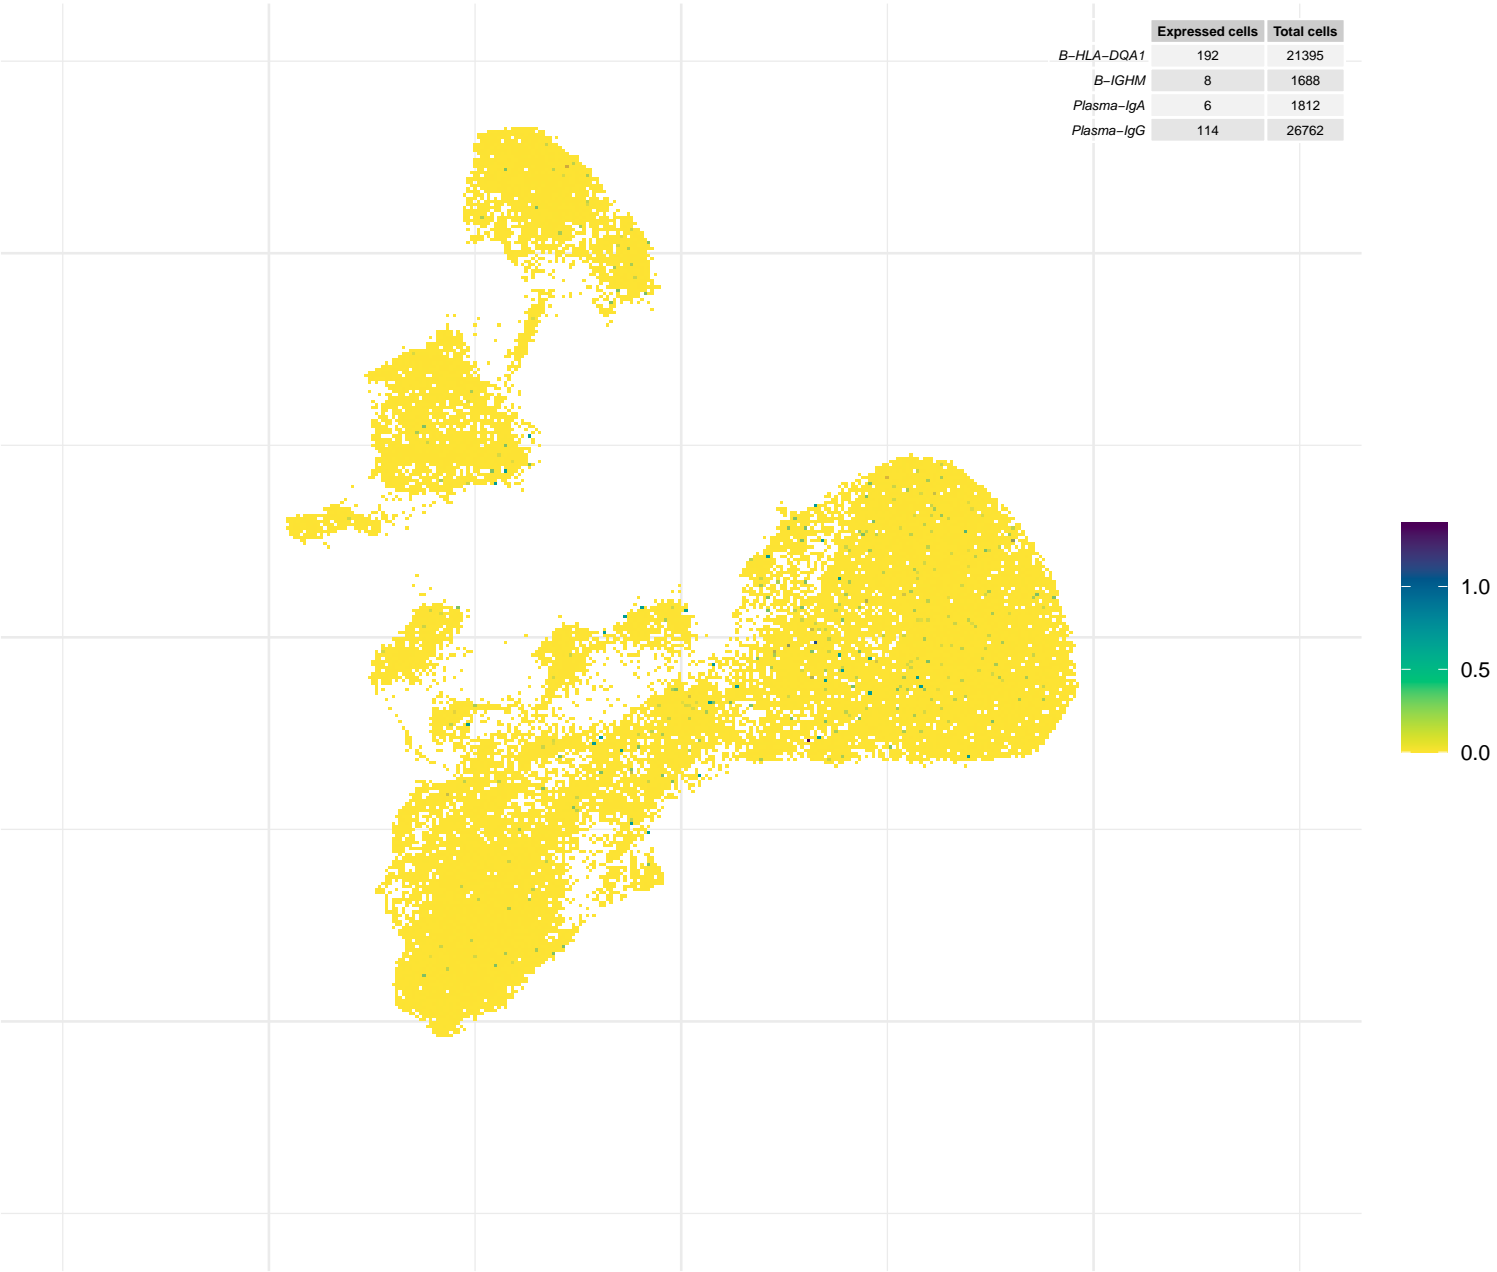 Expressed cells Total cells
B–HLA–DQA1 192 21395
B–IGHM 8 1688
Plasma–IgA 6 1812
Plasma–IgG 114 26762
1.0
0.5
0.0